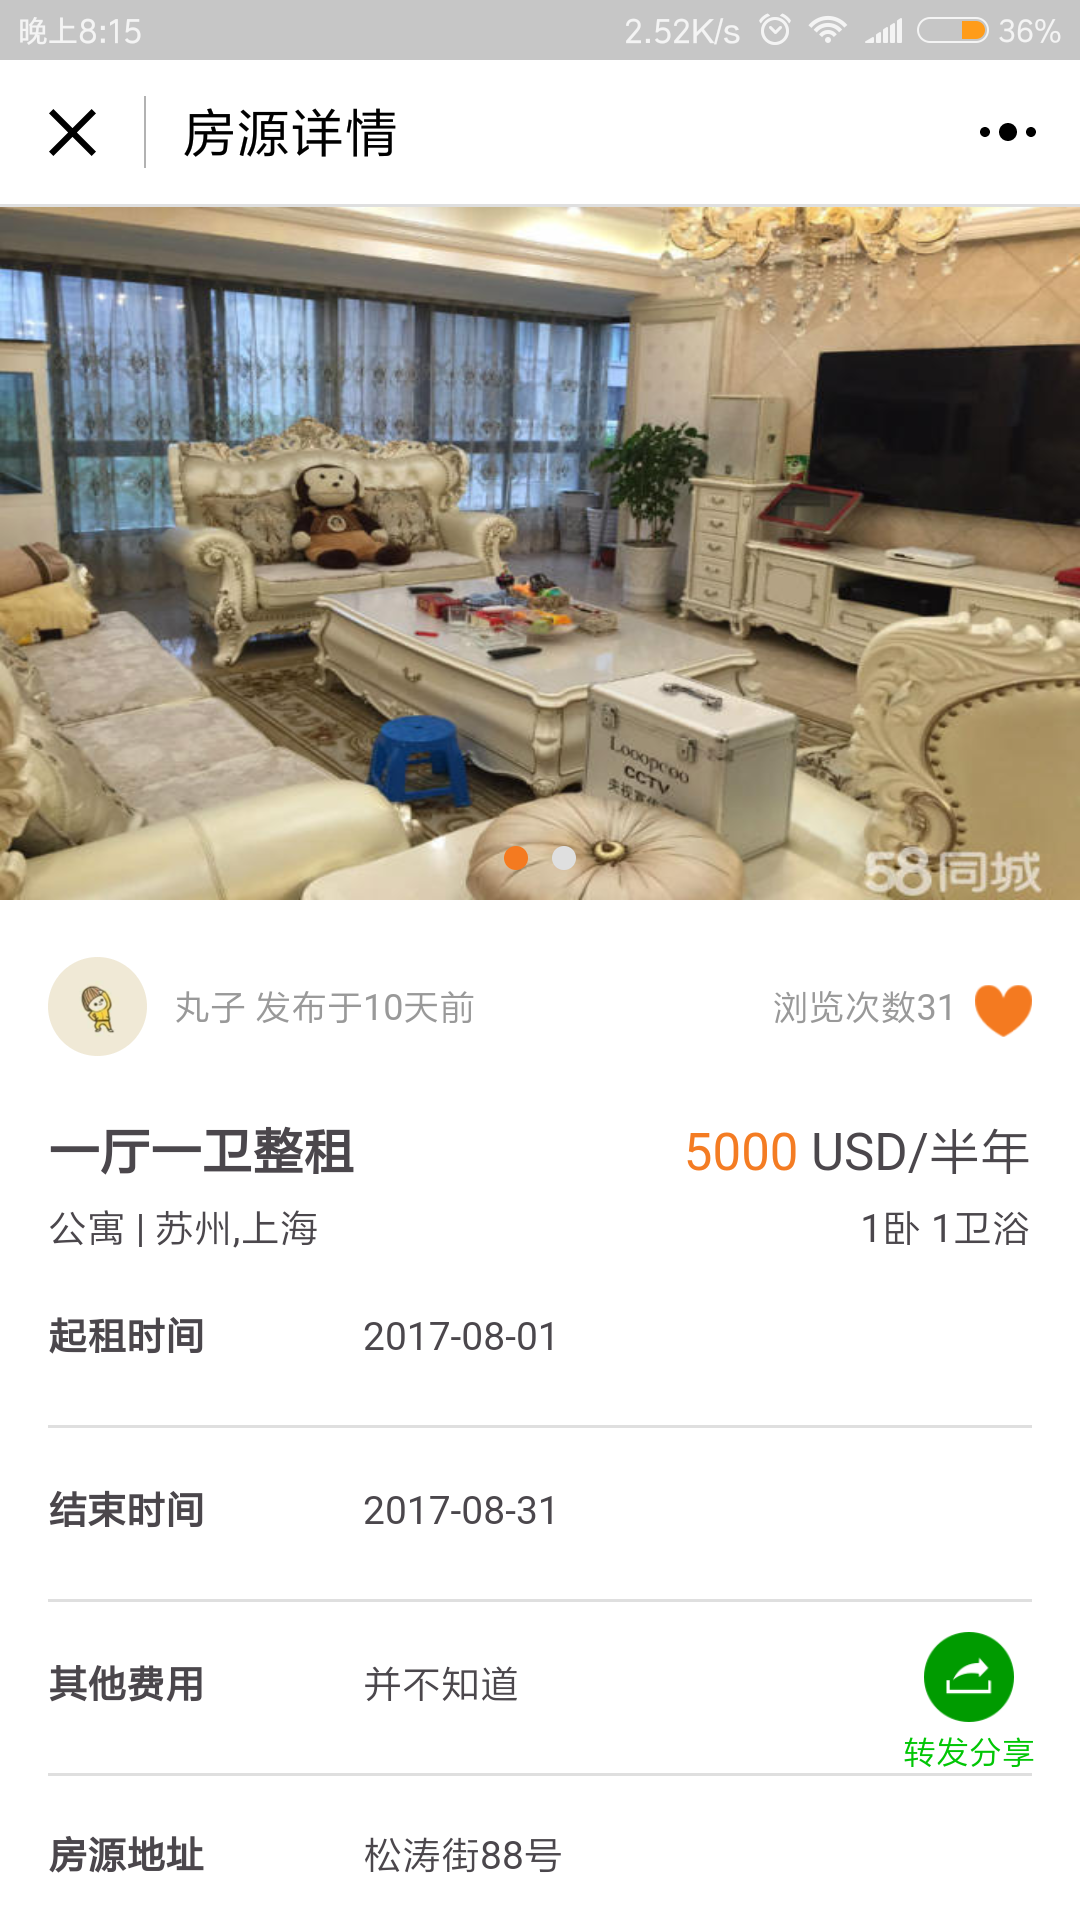 晚上8:15 2.52K/s 36%
房源详情
Looopcoo
CCTV
58同城
丸子 发布于10天前 浏览次数31
一厅一卫整租 5000 USD/半年
公寓 | 苏州,上海 1卧 1卫浴
起租时间 2017-08-01
结束时间 2017-08-31
其他费用 并不知道
转发分享
房源地址 松涛街88号